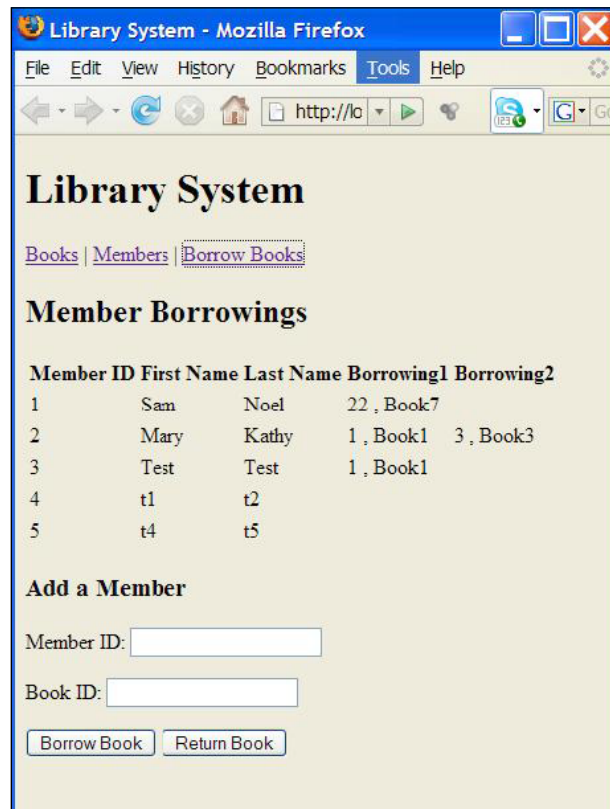 Library System - Mozilla Firefox
File Edit View History Bookmarks Tools Help
http://lo G Go
Library System
Books | Members | Borrow Books
Member Borrowings
Member ID First Name Last Name Borrowing1 Borrowing2
1 Sam Noel 22 , Book7
2 Mary Kathy 1 , Book1 3 , Book3
3 Test Test 1 , Book1
4 t1 t2
5 t4 t5
Add a Member
Member ID:
Book ID:
Borrow Book Return Book